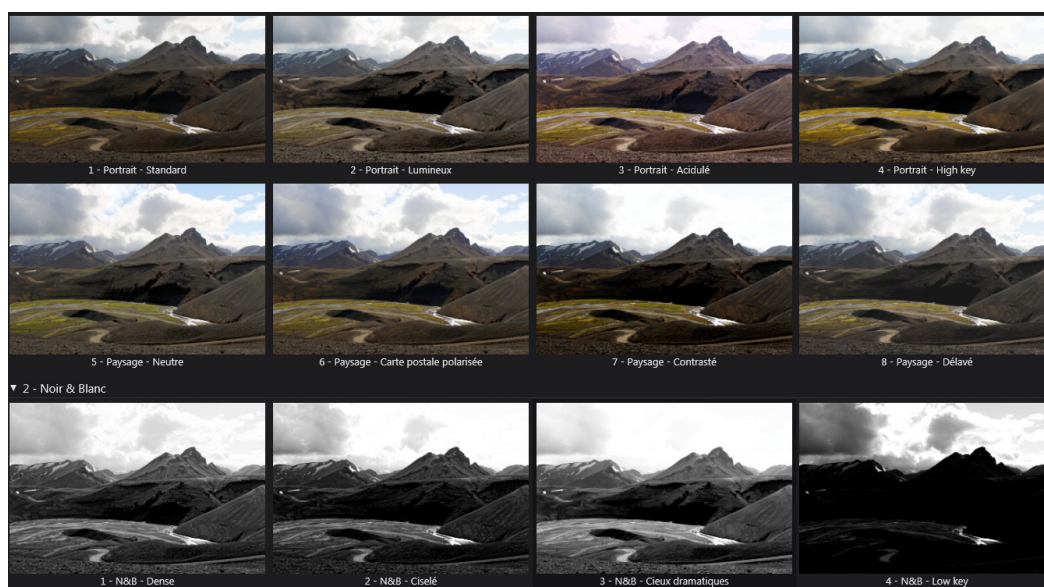 1 - Portrait - Standard
2 - Portrait - Lumineux
3 - Portrait - Acidulé
4 - Portrait - High key
5 - Paysage - Neutre
6 - Paysage - Carte postale polarisée
7 - Paysage - Contrasté
8 - Paysage - Délavé
2 - Noir & Blanc
1 - N&B - Dense
2 - N&B - Ciselé
3 - N&B - Cieux dramatiques
4 - N&B - Low key